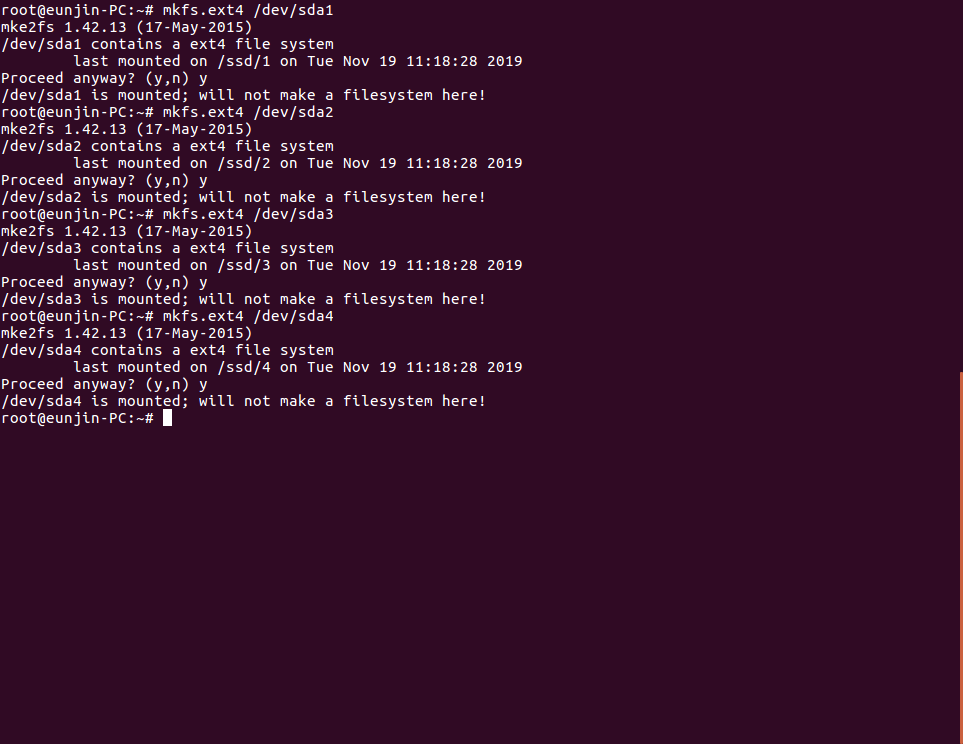 root@eunjin-PC:~# mkfs.ext4 /dev/sda1
mke2fs 1.42.13 (17-May-2015)
/dev/sda1 contains a ext4 file system
        last mounted on /ssd/1 on Tue Nov 19 11:18:28 2019
Proceed anyway? (y,n) y
/dev/sda1 is mounted; will not make a filesystem here!
root@eunjin-PC:~# mkfs.ext4 /dev/sda2
mke2fs 1.42.13 (17-May-2015)
/dev/sda2 contains a ext4 file system
        last mounted on /ssd/2 on Tue Nov 19 11:18:28 2019
Proceed anyway? (y,n) y
/dev/sda2 is mounted; will not make a filesystem here!
root@eunjin-PC:~# mkfs.ext4 /dev/sda3
mke2fs 1.42.13 (17-May-2015)
/dev/sda3 contains a ext4 file system
        last mounted on /ssd/3 on Tue Nov 19 11:18:28 2019
Proceed anyway? (y,n) y
/dev/sda3 is mounted; will not make a filesystem here!
root@eunjin-PC:~# mkfs.ext4 /dev/sda4
mke2fs 1.42.13 (17-May-2015)
/dev/sda4 contains a ext4 file system
        last mounted on /ssd/4 on Tue Nov 19 11:18:28 2019
Proceed anyway? (y,n) y
/dev/sda4 is mounted; will not make a filesystem here!
root@eunjin-PC:~#